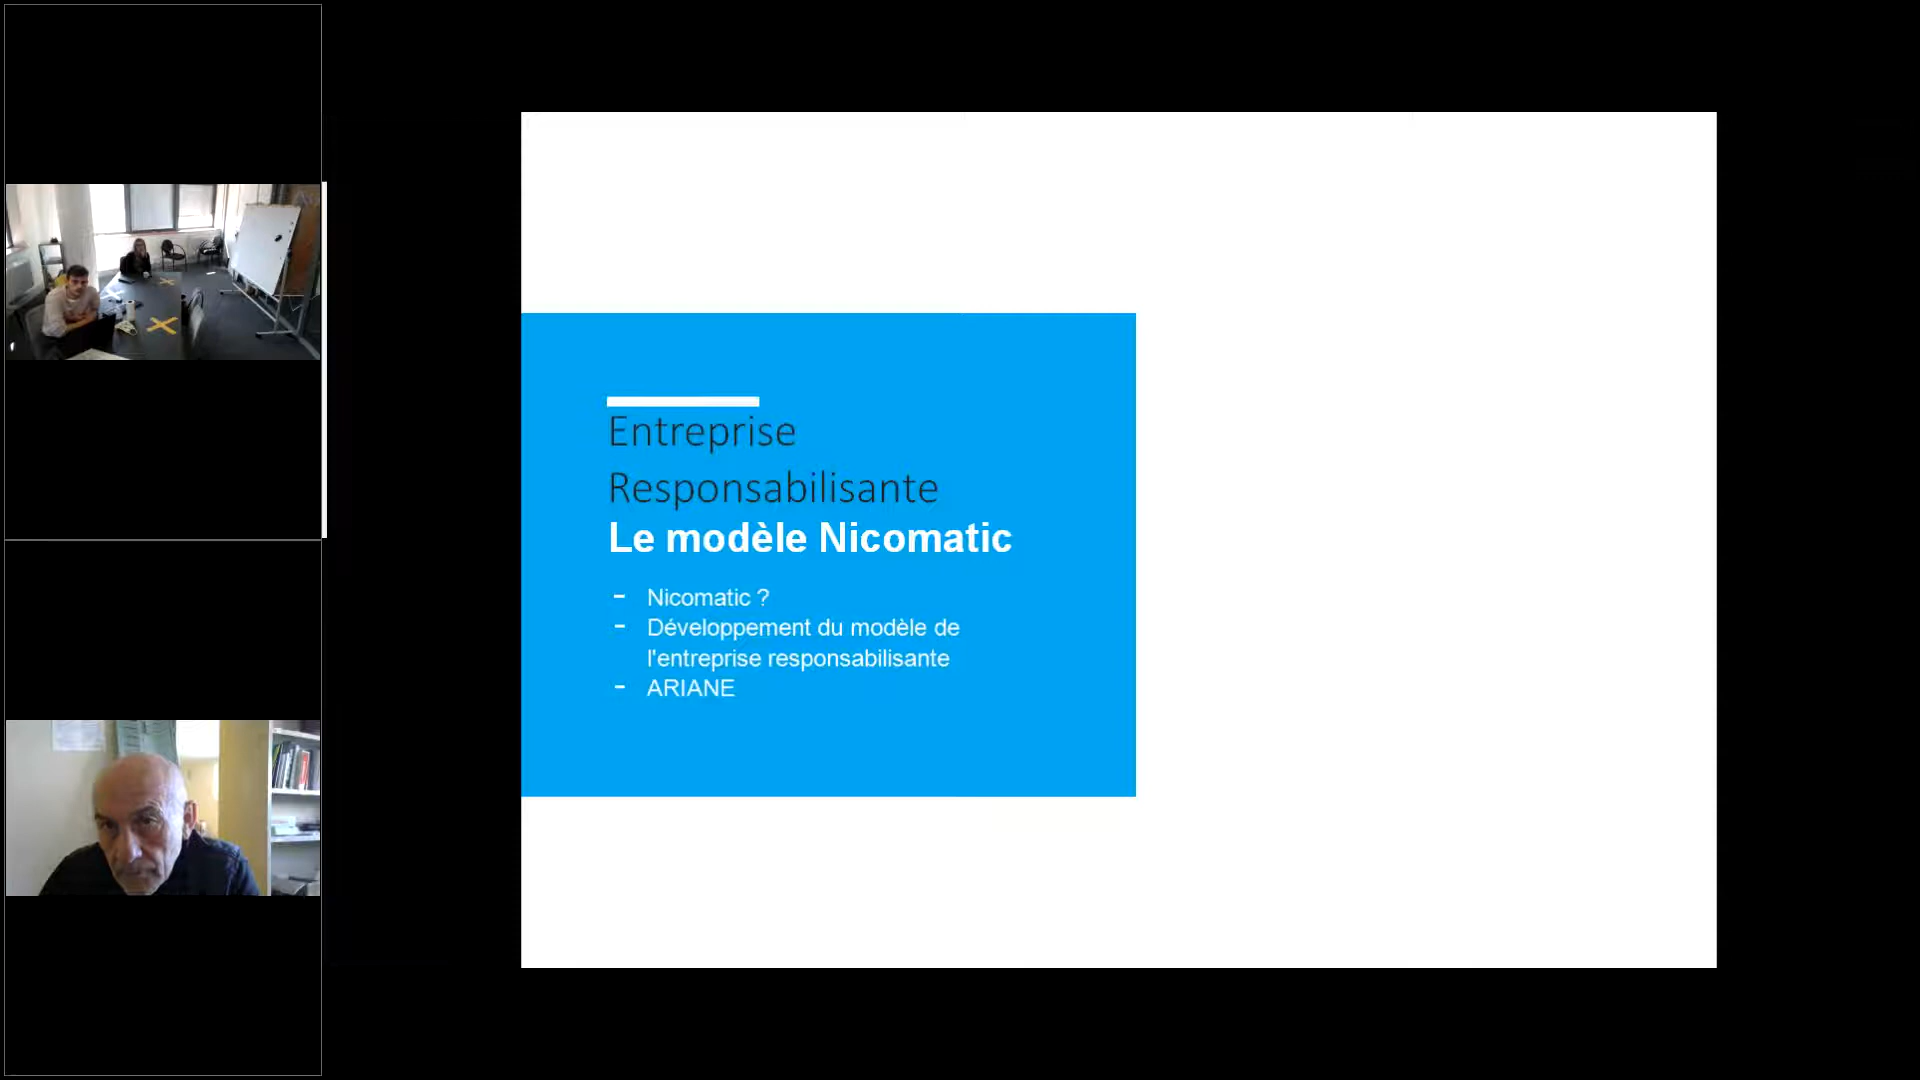 Entreprise
Responsabilisante
Le modèle Nicomatic
- Nicomatic ?
- Développement du modèle de
l'entreprise responsabilisante
- ARIANE